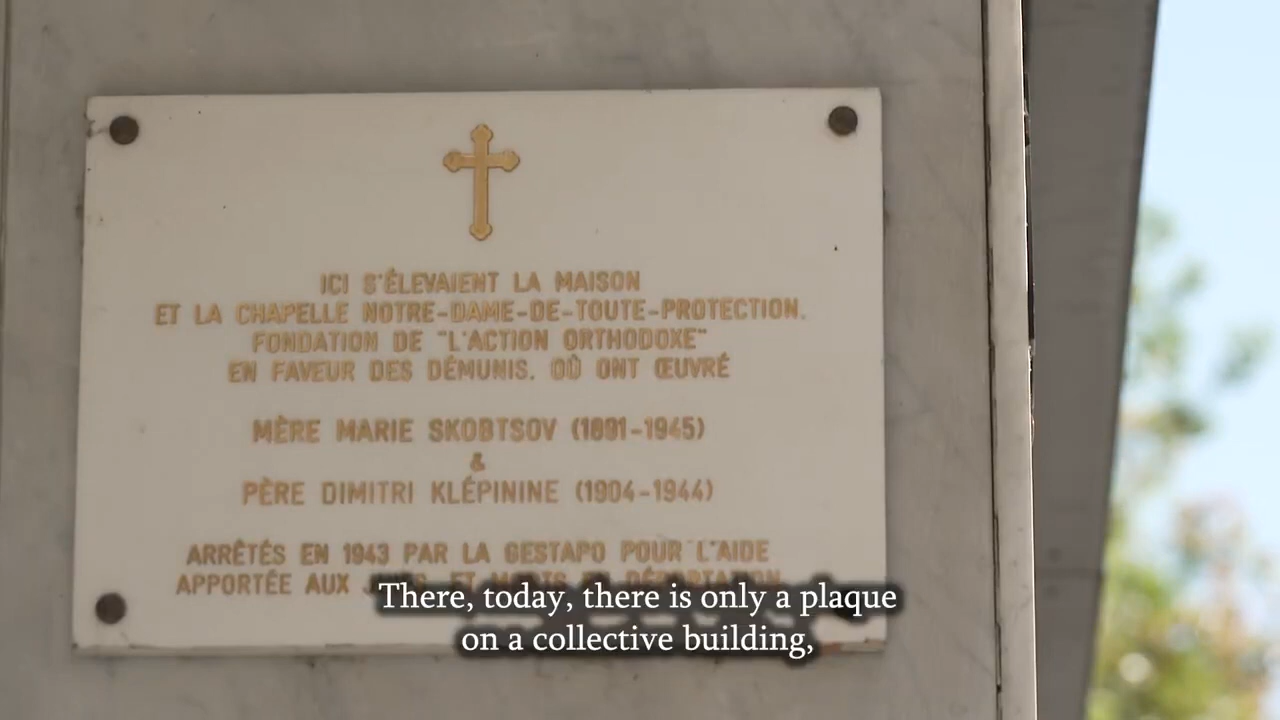 ICI S'ÉLEVAIENT LA MAISON
ET LA CHAPELLE NOTRE-DAME-DE-TOUTE-PROTECTION,
FONDATION DE "L'ACTION ORTHODOXE"
EN FAVEUR DES DÉMUNIS, OÙ ONT ŒUVRÉ
MÈRE MARIE SKOBTSOV (1891-1945)
&
PÈRE DIMITRI KLÉPININE (1904-1944)
ARRÊTÉS EN 1943 PAR LA GESTAPO POUR L'AIDE
APPORTÉE AUX
There, today, there is only a plaque
on a collective building,